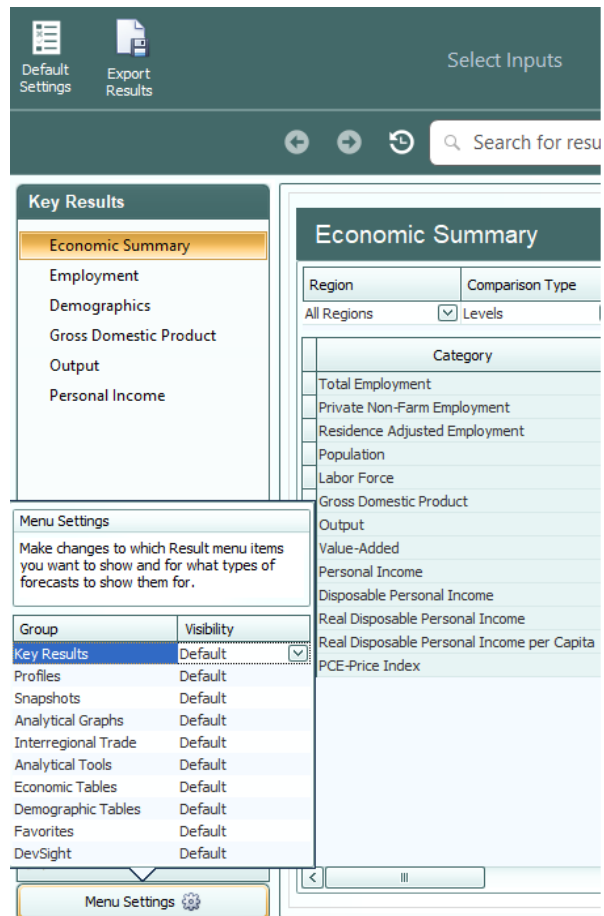 Default
Settings
Export
Results
Select Inputs
Search for resu
Key Results
Economic Summary
Employment
Demographics
Gross Domestic Product
Output
Personal Income
Economic Summary
Region Comparison Type
All Regions Levels
Category
Total Employment
Private Non-Farm Employment
Residence Adjusted Employment
Population
Labor Force
Gross Domestic Product
Output
Value-Added
Personal Income
Disposable Personal Income
Real Disposable Personal Income
Real Disposable Personal Income per Capita
PCE-Price Index
Menu Settings
Make changes to which Result menu items
you want to show and for what types of
forecasts to show them for.
Group Visibility
Key Results Default
Profiles Default
Snapshots Default
Analytical Graphs Default
Interregional Trade Default
Analytical Tools Default
Economic Tables Default
Demographic Tables Default
Favorites Default
DevSight Default
Menu Settings